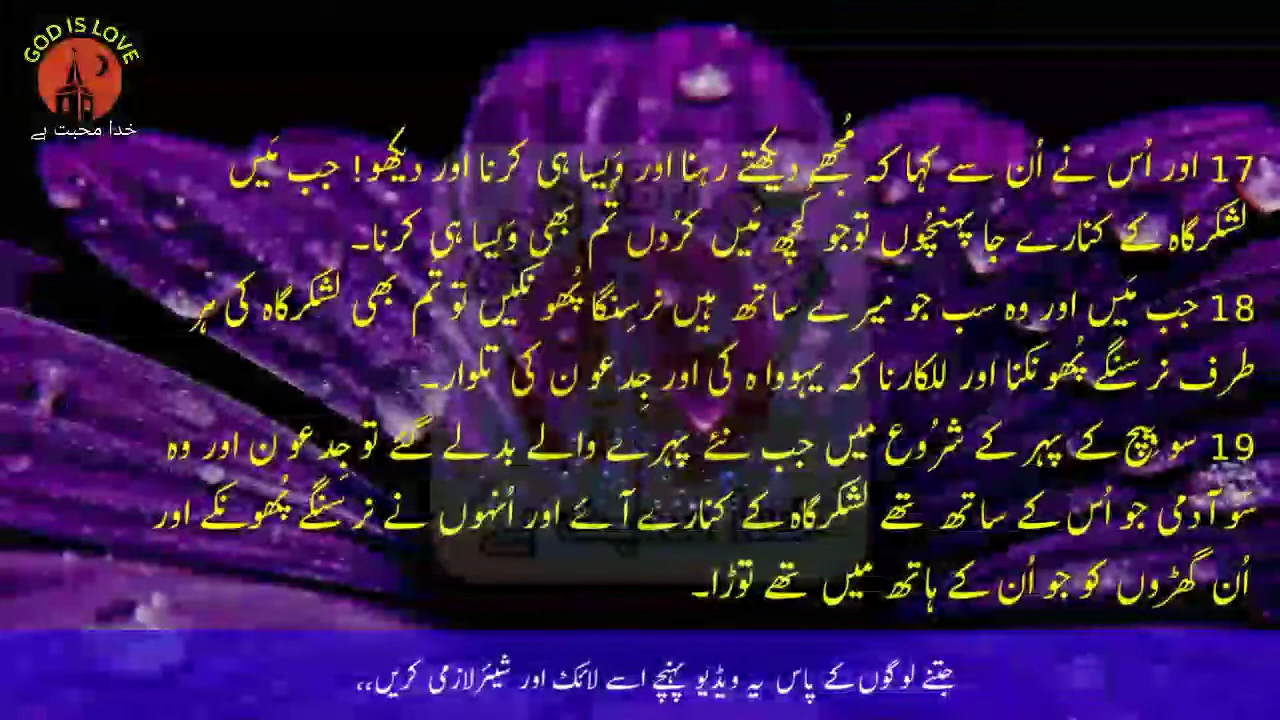 GOD IS LOVE
خدا محبت ہے
17 اور اُس نے اُن سے کہا کہ مُجھے دیکھتے رہنا اور وَیسا ہی کرنا اور دیکھو! جب مَیں
لشکرگاہ کے کنارے جا پہنچُوں تو جو کُچھ مَیں کرُوں تُم بھی وَیسا ہی کرنا۔
18 جب مَیں اور وہ سب جو میرے ساتھ ہیں نرسِنگا پُھونکیں تو تُم بھی لشکرگاہ کی ہر
طرف نرسنگے پُھونکنا اور للکارنا کہ یہوواہ کی اور جِدعون کی تلوار۔
19 سو بیچ کے پہر کے شرُوع میں جب نئے پہرے والے بدلے گئے تو جِدعون اور وہ
سَو آدمی جو اُس کے ساتھ تھے لشکرگاہ کے کنارے آئے اور اُنہوں نے نرسنگے پُھونکے اور
اُن گھڑوں کو جو اُن کے ہاتھ میں تھے توڑا۔
جتنے لوگوں کے پاس یہ ویڈیو پہنچے اسے لائک اور شیئر لازمی کریں،،